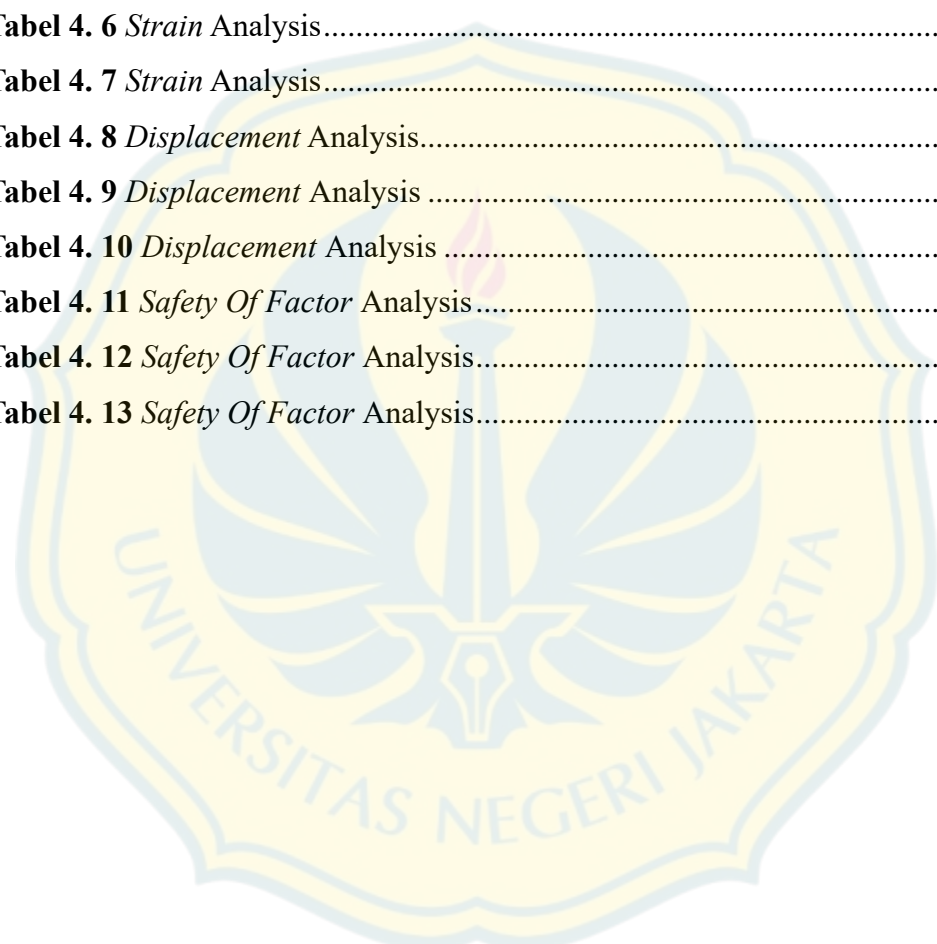 Tabel 4. 6 Strain Analysis....................................................................................
Tabel 4. 7 Strain Analysis....................................................................................
Tabel 4. 8 Displacement Analysis.......................................................................
Tabel 4. 9 Displacement Analysis ......................................................................
Tabel 4. 10 Displacement Analysis ....................................................................
Tabel 4. 11 Safety Of Factor Analysis................................................................
Tabel 4. 12 Safety Of Factor Analysis................................................................
Tabel 4. 13 Safety Of Factor Analysis................................................................
UNIVERSITAS NEGERI JAKARTA